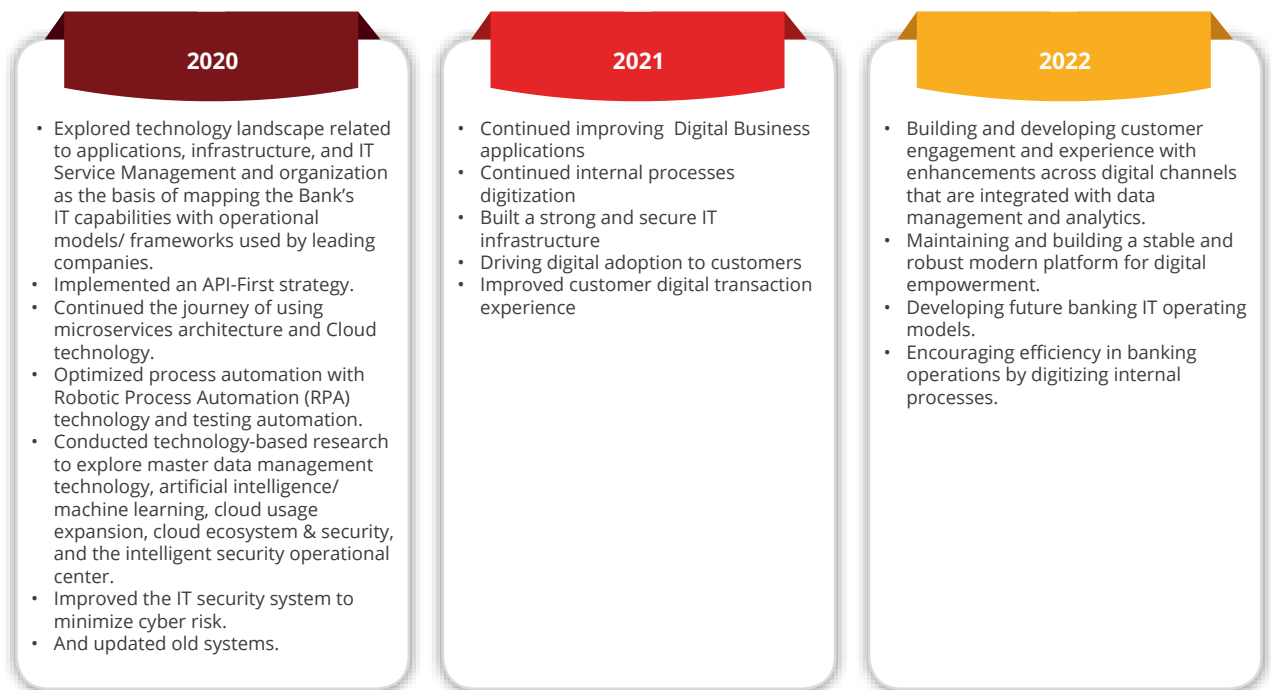 2020
• Explored technology landscape related
to applications, infrastructure, and IT
Service Management and organization
as the basis of mapping the Bank’s
IT capabilities with operational
models/ frameworks used by leading
companies.
• Implemented an API-First strategy.
• Continued the journey of using
microservices architecture and Cloud
technology.
• Optimized process automation with
Robotic Process Automation (RPA)
technology and testing automation.
• Conducted technology-based research
to explore master data management
technology, artificial intelligence/
machine learning, cloud usage
expansion, cloud ecosystem & security,
and the intelligent security operational
center.
• Improved the IT security system to
minimize cyber risk.
• And updated old systems.
2021
• Continued improving  Digital Business
applications
• Continued internal processes
digitization
• Built a strong and secure IT
infrastructure
• Driving digital adoption to customers
• Improved customer digital transaction
experience
2022
• Building and developing customer
engagement and experience with
enhancements across digital channels
that are integrated with data
management and analytics.
• Maintaining and building a stable and
robust modern platform for digital
empowerment.
• Developing future banking IT operating
models.
• Encouraging efficiency in banking
operations by digitizing internal
processes.